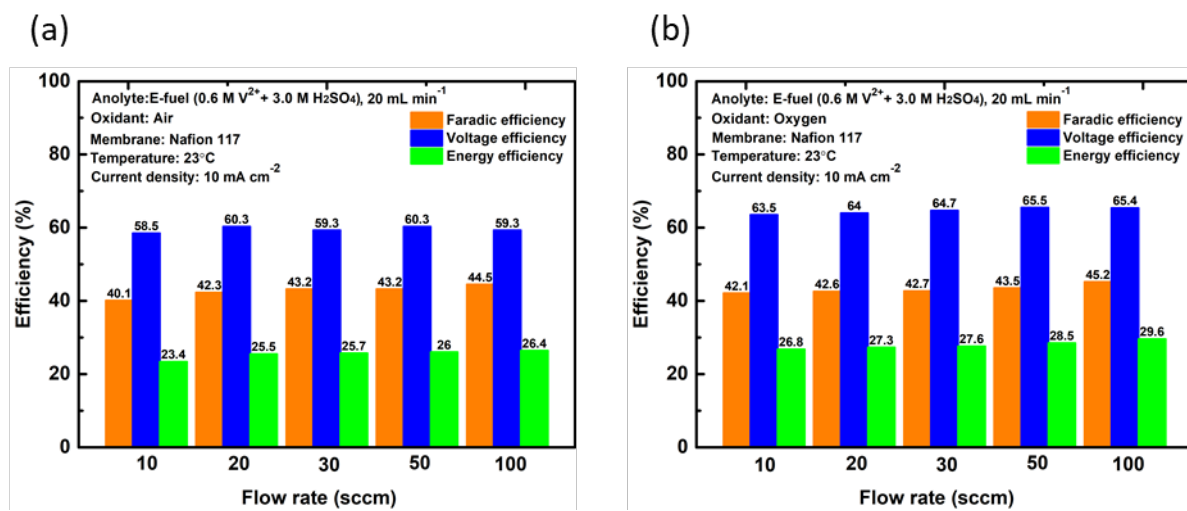 (a)
100
80
60
40
20
0
Efficiency (%)
Anolyte:E-fuel (0.6 M V²⁺+ 3.0 M H₂SO₄), 20 mL min⁻¹
Oxidant: Air
Membrane: Nafion 117
Temperature: 23°C
Current density: 10 mA cm⁻²
Faradic efficiency
Voltage efficiency
Energy efficiency
40.1 58.5 23.4
42.3 60.3 25.5
43.2 59.3 25.7
43.2 60.3 26
44.5 59.3 26.4
10 20 30 50 100
Flow rate (sccm)
(b)
100
80
60
40
20
0
Efficiency (%)
Anolyte: E-fuel (0.6 M V²⁺+ 3.0 M H₂SO₄), 20 mL min⁻¹
Oxidant: Oxygen
Membrane: Nafion 117
Temperature: 23°C
Current density: 10 mA cm⁻²
Faradic efficiency
Voltage efficiency
Energy efficiency
42.1 63.5 26.8
42.6 64 27.3
42.7 64.7 27.6
43.5 65.5 28.5
45.2 65.4 29.6
10 20 30 50 100
Flow rate (sccm)